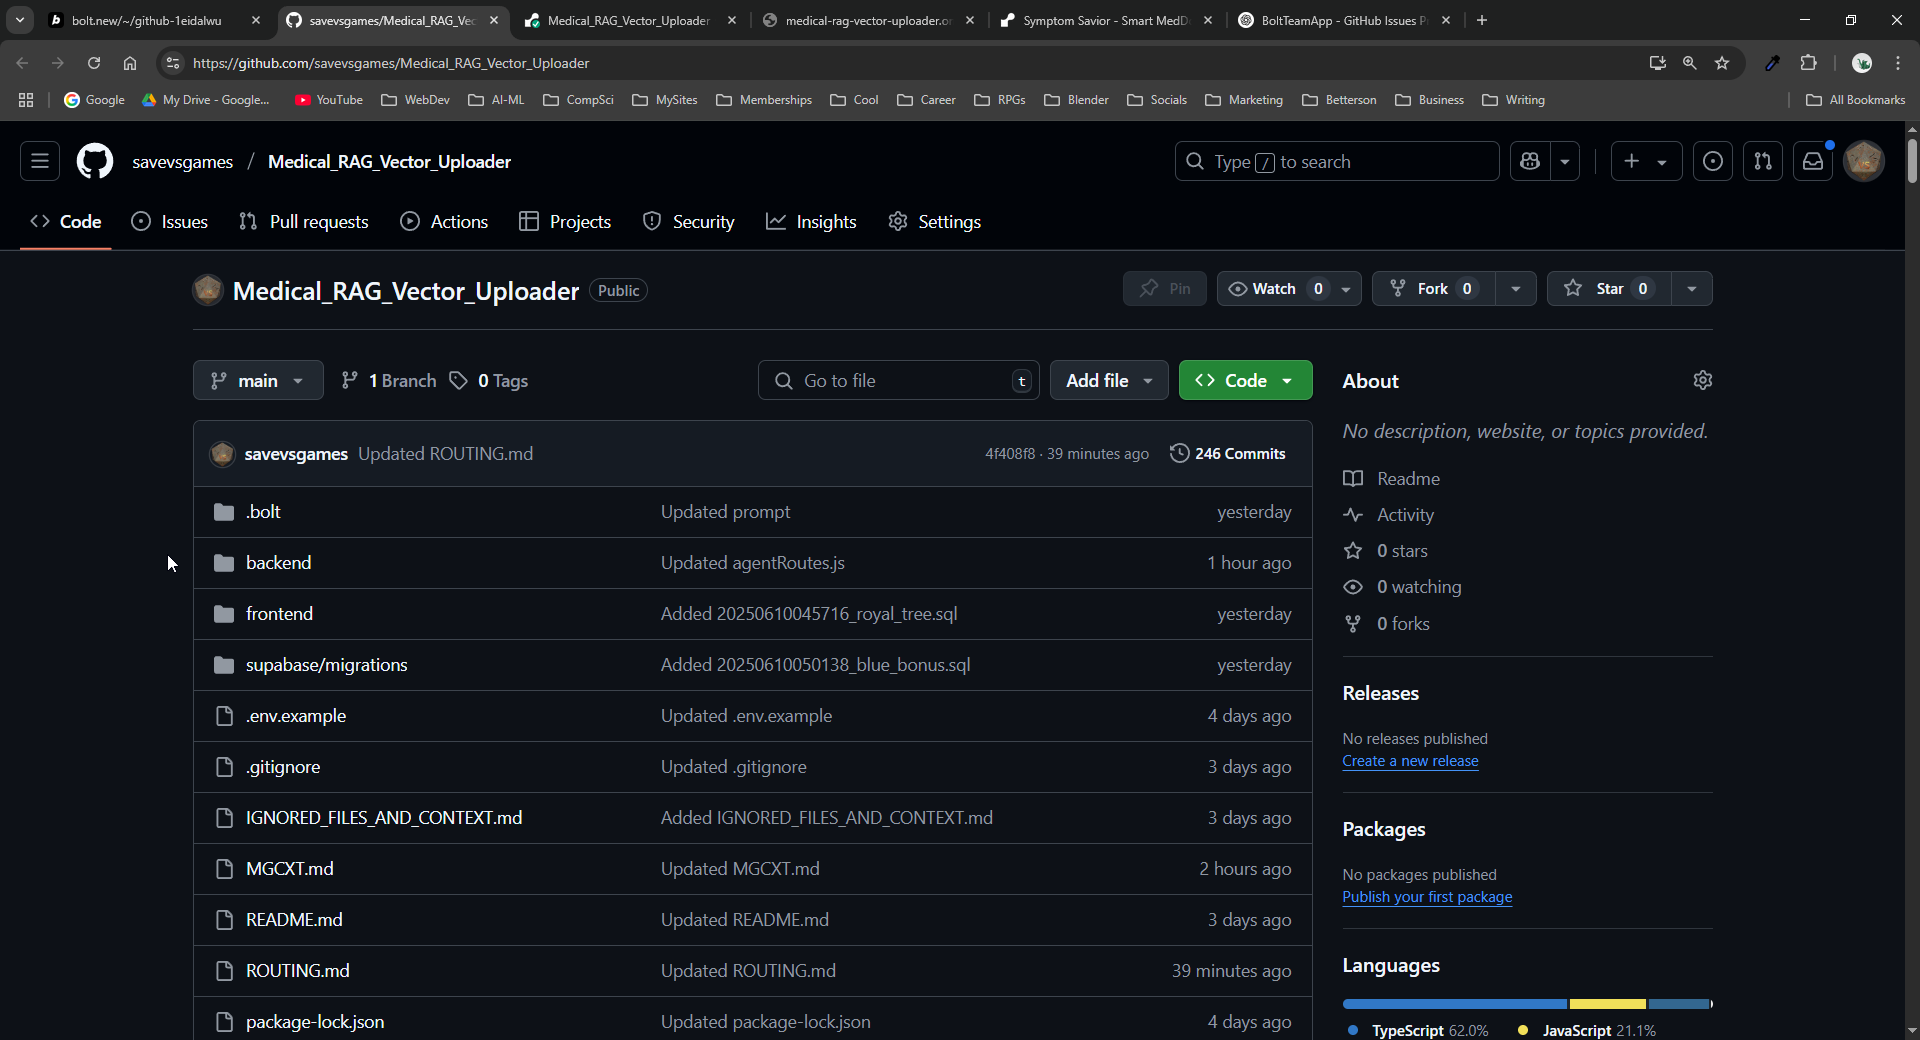 bolt.new/~/github-1eidalwu
savevsgames/Medical_RAG_Vec
Medical_RAG_Vector_Uploader
medical-rag-vector-uploader.or
Symptom Savior - Smart MedD
BoltTeamApp - GitHub Issues P
https://github.com/savevsgames/Medical_RAG_Vector_Uploader
Google
My Drive - Google...
YouTube
WebDev
AI-ML
CompSci
MySites
Memberships
Cool
Career
RPGs
Blender
Socials
Marketing
Betterson
Business
Writing
All Bookmarks
savevsgames / Medical_RAG_Vector_Uploader
Type / to search
Code
Issues
Pull requests
Actions
Projects
Security
Insights
Settings
Medical_RAG_Vector_Uploader Public
Pin
Watch 0
Fork 0
Star 0
main
1 Branch
0 Tags
Go to file t
Add file
Code
savevsgames Updated ROUTING.md 4f408f8 · 39 minutes ago 246 Commits
.bolt Updated prompt yesterday
backend Updated agentRoutes.js 1 hour ago
frontend Added 20250610045716_royal_tree.sql yesterday
supabase/migrations Added 20250610050138_blue_bonus.sql yesterday
.env.example Updated .env.example 4 days ago
.gitignore Updated .gitignore 3 days ago
IGNORED_FILES_AND_CONTEXT.md Added IGNORED_FILES_AND_CONTEXT.md 3 days ago
MGCXT.md Updated MGCXT.md 2 hours ago
README.md Updated README.md 3 days ago
ROUTING.md Updated ROUTING.md 39 minutes ago
package-lock.json Updated package-lock.json 4 days ago
About
No description, website, or topics provided.
Readme
Activity
0 stars
0 watching
0 forks
Releases
No releases published
Create a new release
Packages
No packages published
Publish your first package
Languages
TypeScript 62.0% JavaScript 21.1%